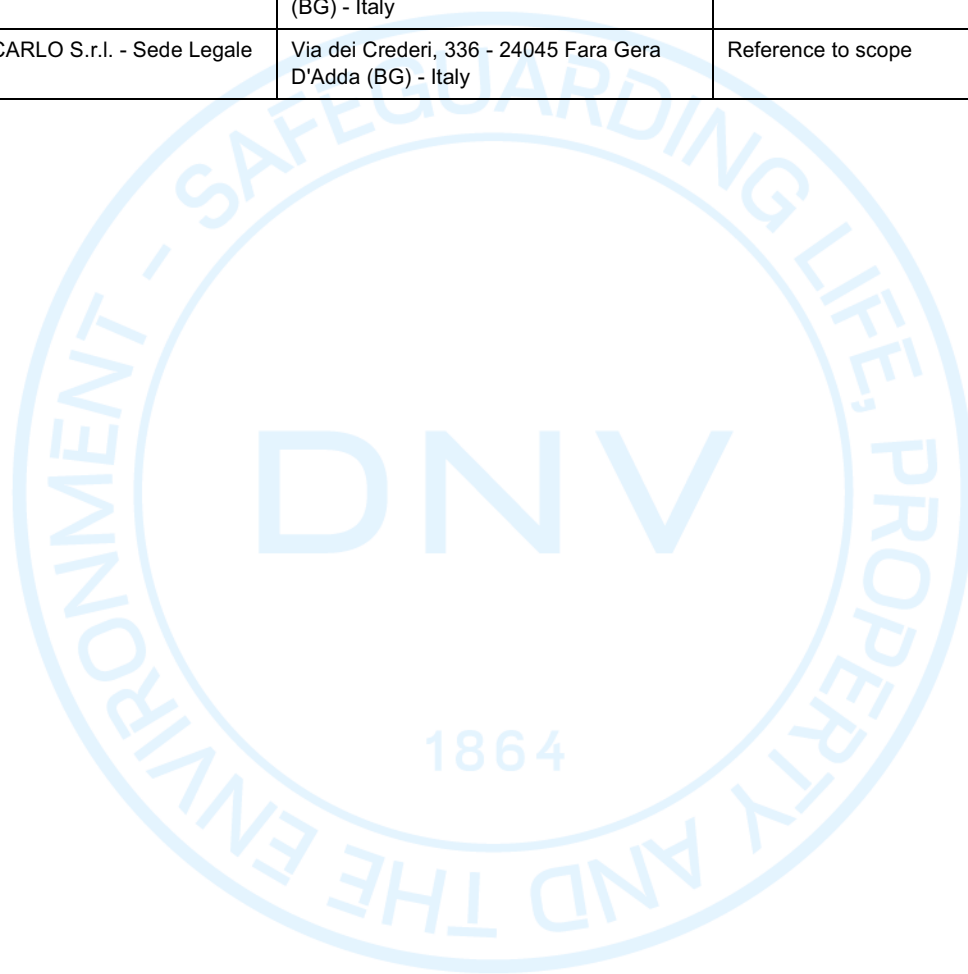 (BG) - Italy
CARLO S.r.l. - Sede Legale
Via dei Crederi, 336 - 24045 Fara Gera
D'Adda (BG) - Italy
Reference to scope
SAFEGUARDING LIFE, PROPERTY AND THE ENVIRONMENT -
DNV
1864